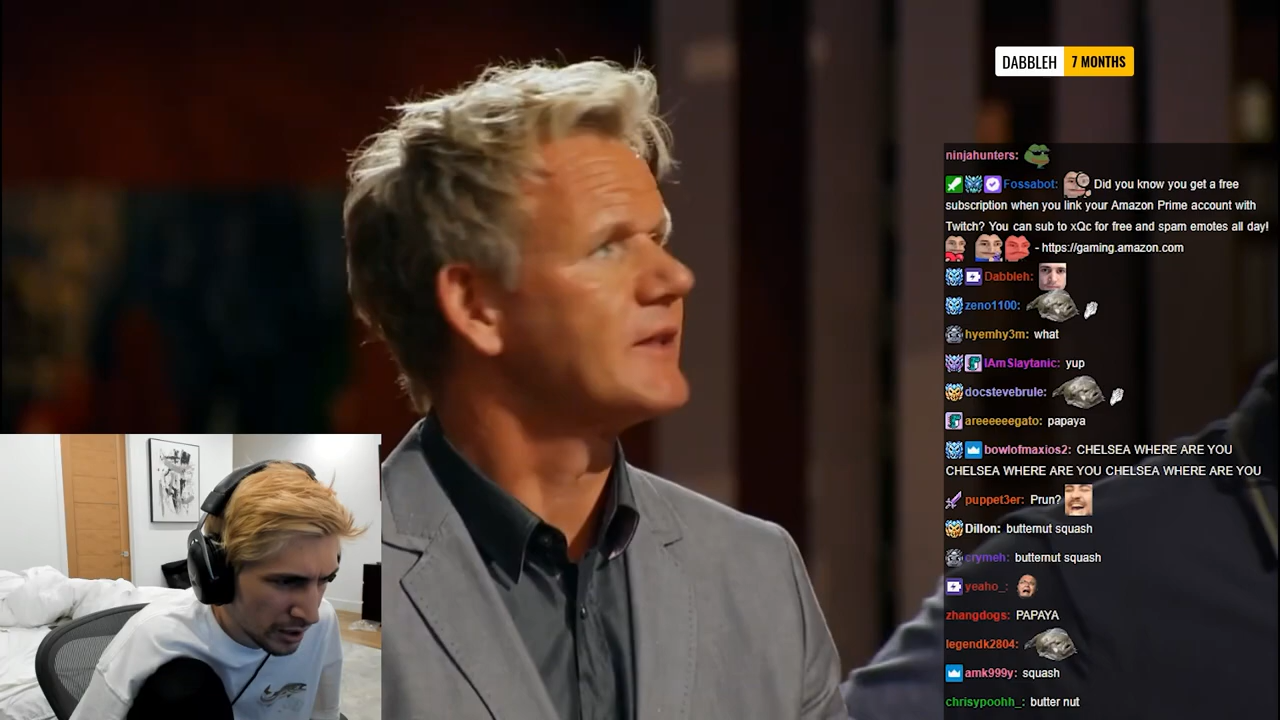 DABBLEH 7 MONTHS
ninjahunters:
Fossabot: Did you know you get a free
subscription when you link your Amazon Prime account with
Twitch? You can sub to xQc for free and spam emotes all day!
- https://gaming.amazon.com
Dabbleh:
zeno1100:
hyemhy3m: what
IAmSlaytanic: yup
docstevebrule:
areeeeeegato: papaya
bowlofmaxios2: CHELSEA WHERE ARE YOU
CHELSEA WHERE ARE YOU CHELSEA WHERE ARE YOU
puppet3er: Prun?
Dillon: butternut squash
crymeh: butternut squash
yeaho_:
zhangdogs: PAPAYA
legendk2804:
amk999y: squash
chrisypoohh_: butter nut